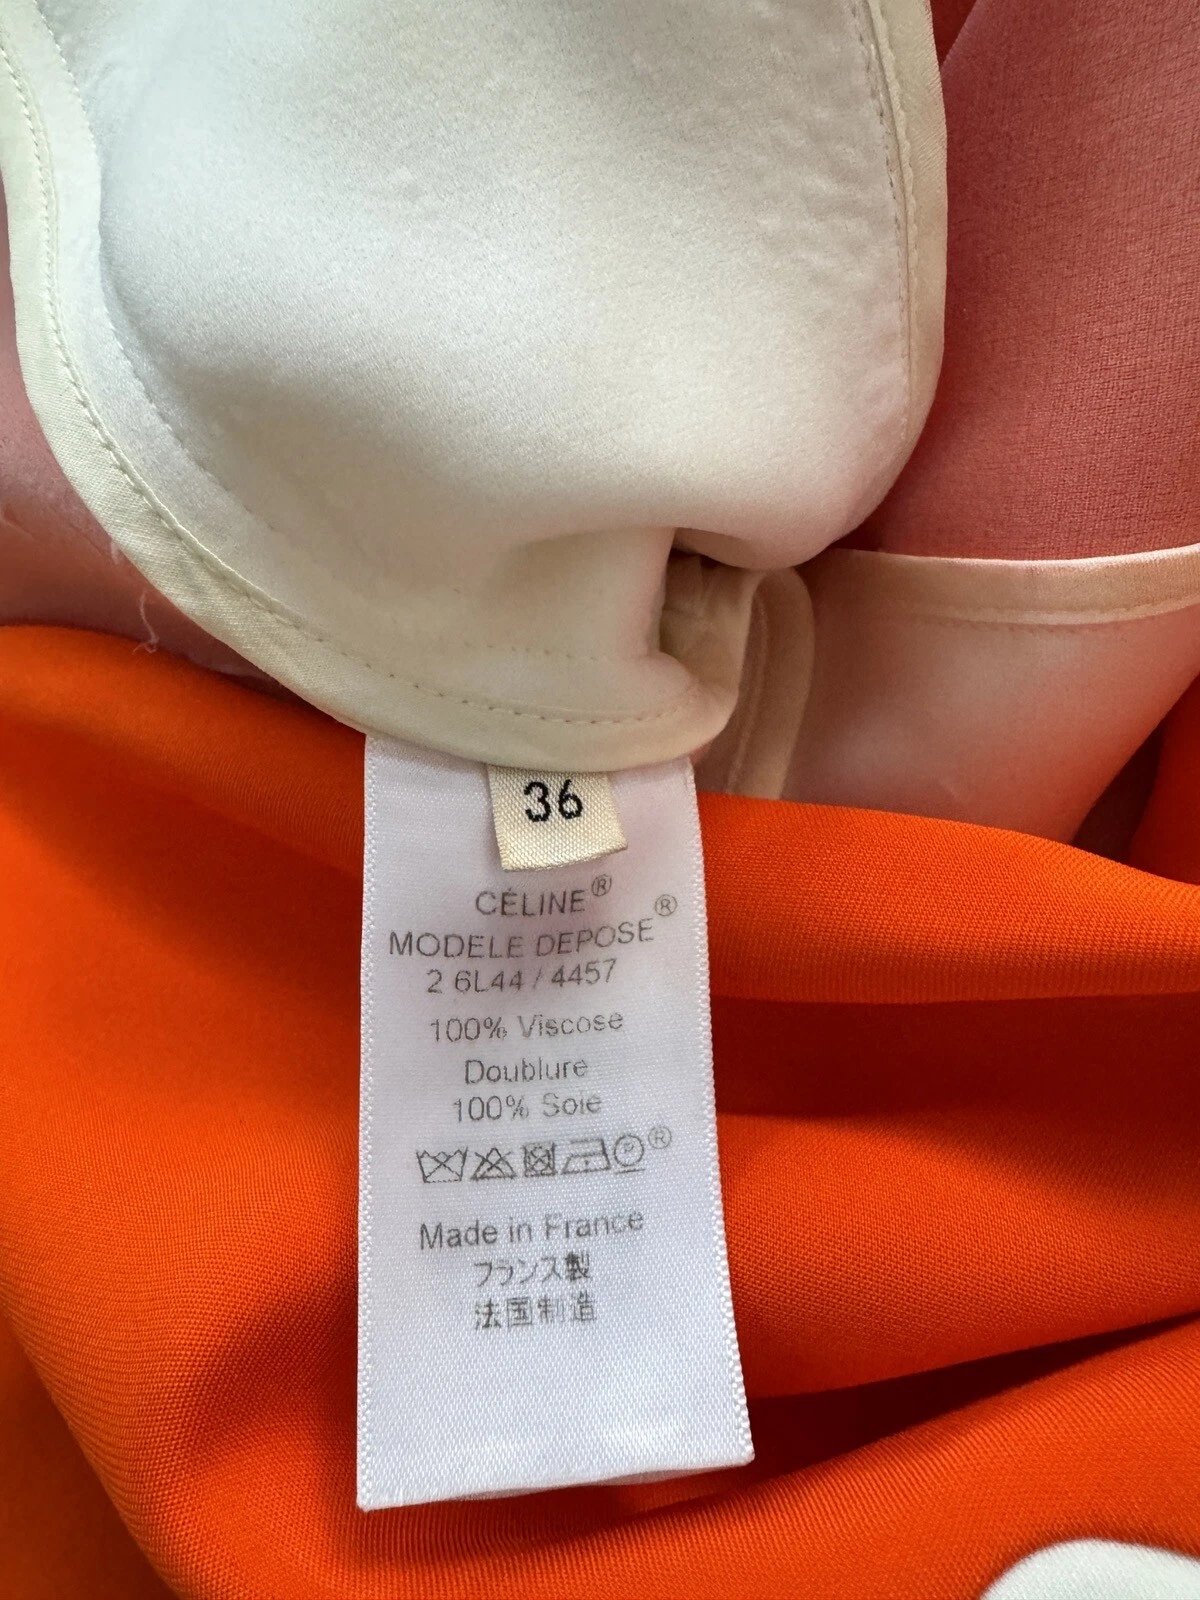 36
CÉLINE®
MODELE DEPOSE®
2 6L44 / 4457
100% Viscose
Doublure
100% Soie
P ®
Made in France
フランス製
法国制造